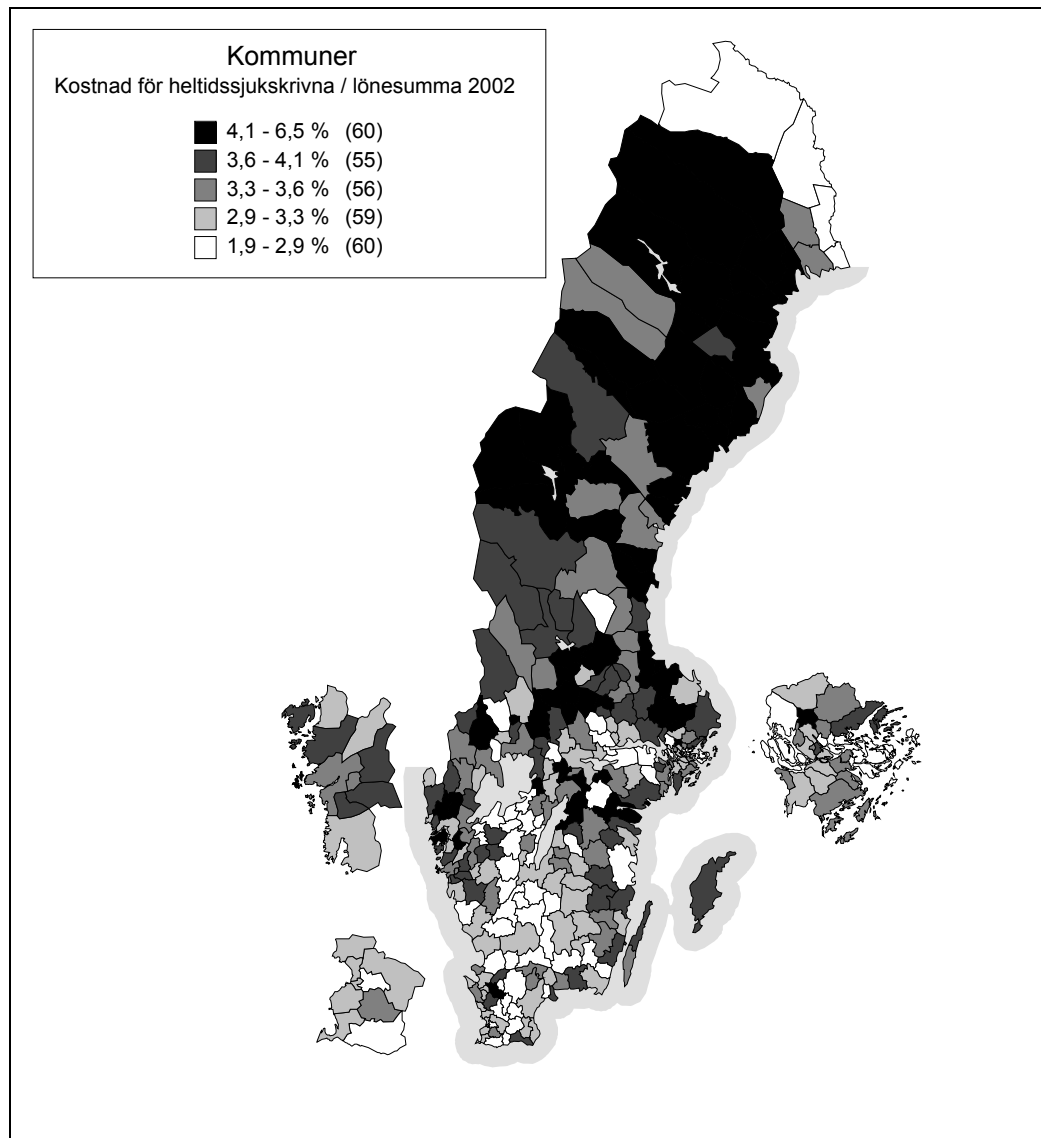 Kommuner
Kostnad för heltidssjukskrivna / lönesumma 2002
4,1 - 6,5 % (60)
3,6 - 4,1 % (55)
3,3 - 3,6 % (56)
2,9 - 3,3 % (59)
1,9 - 2,9 % (60)